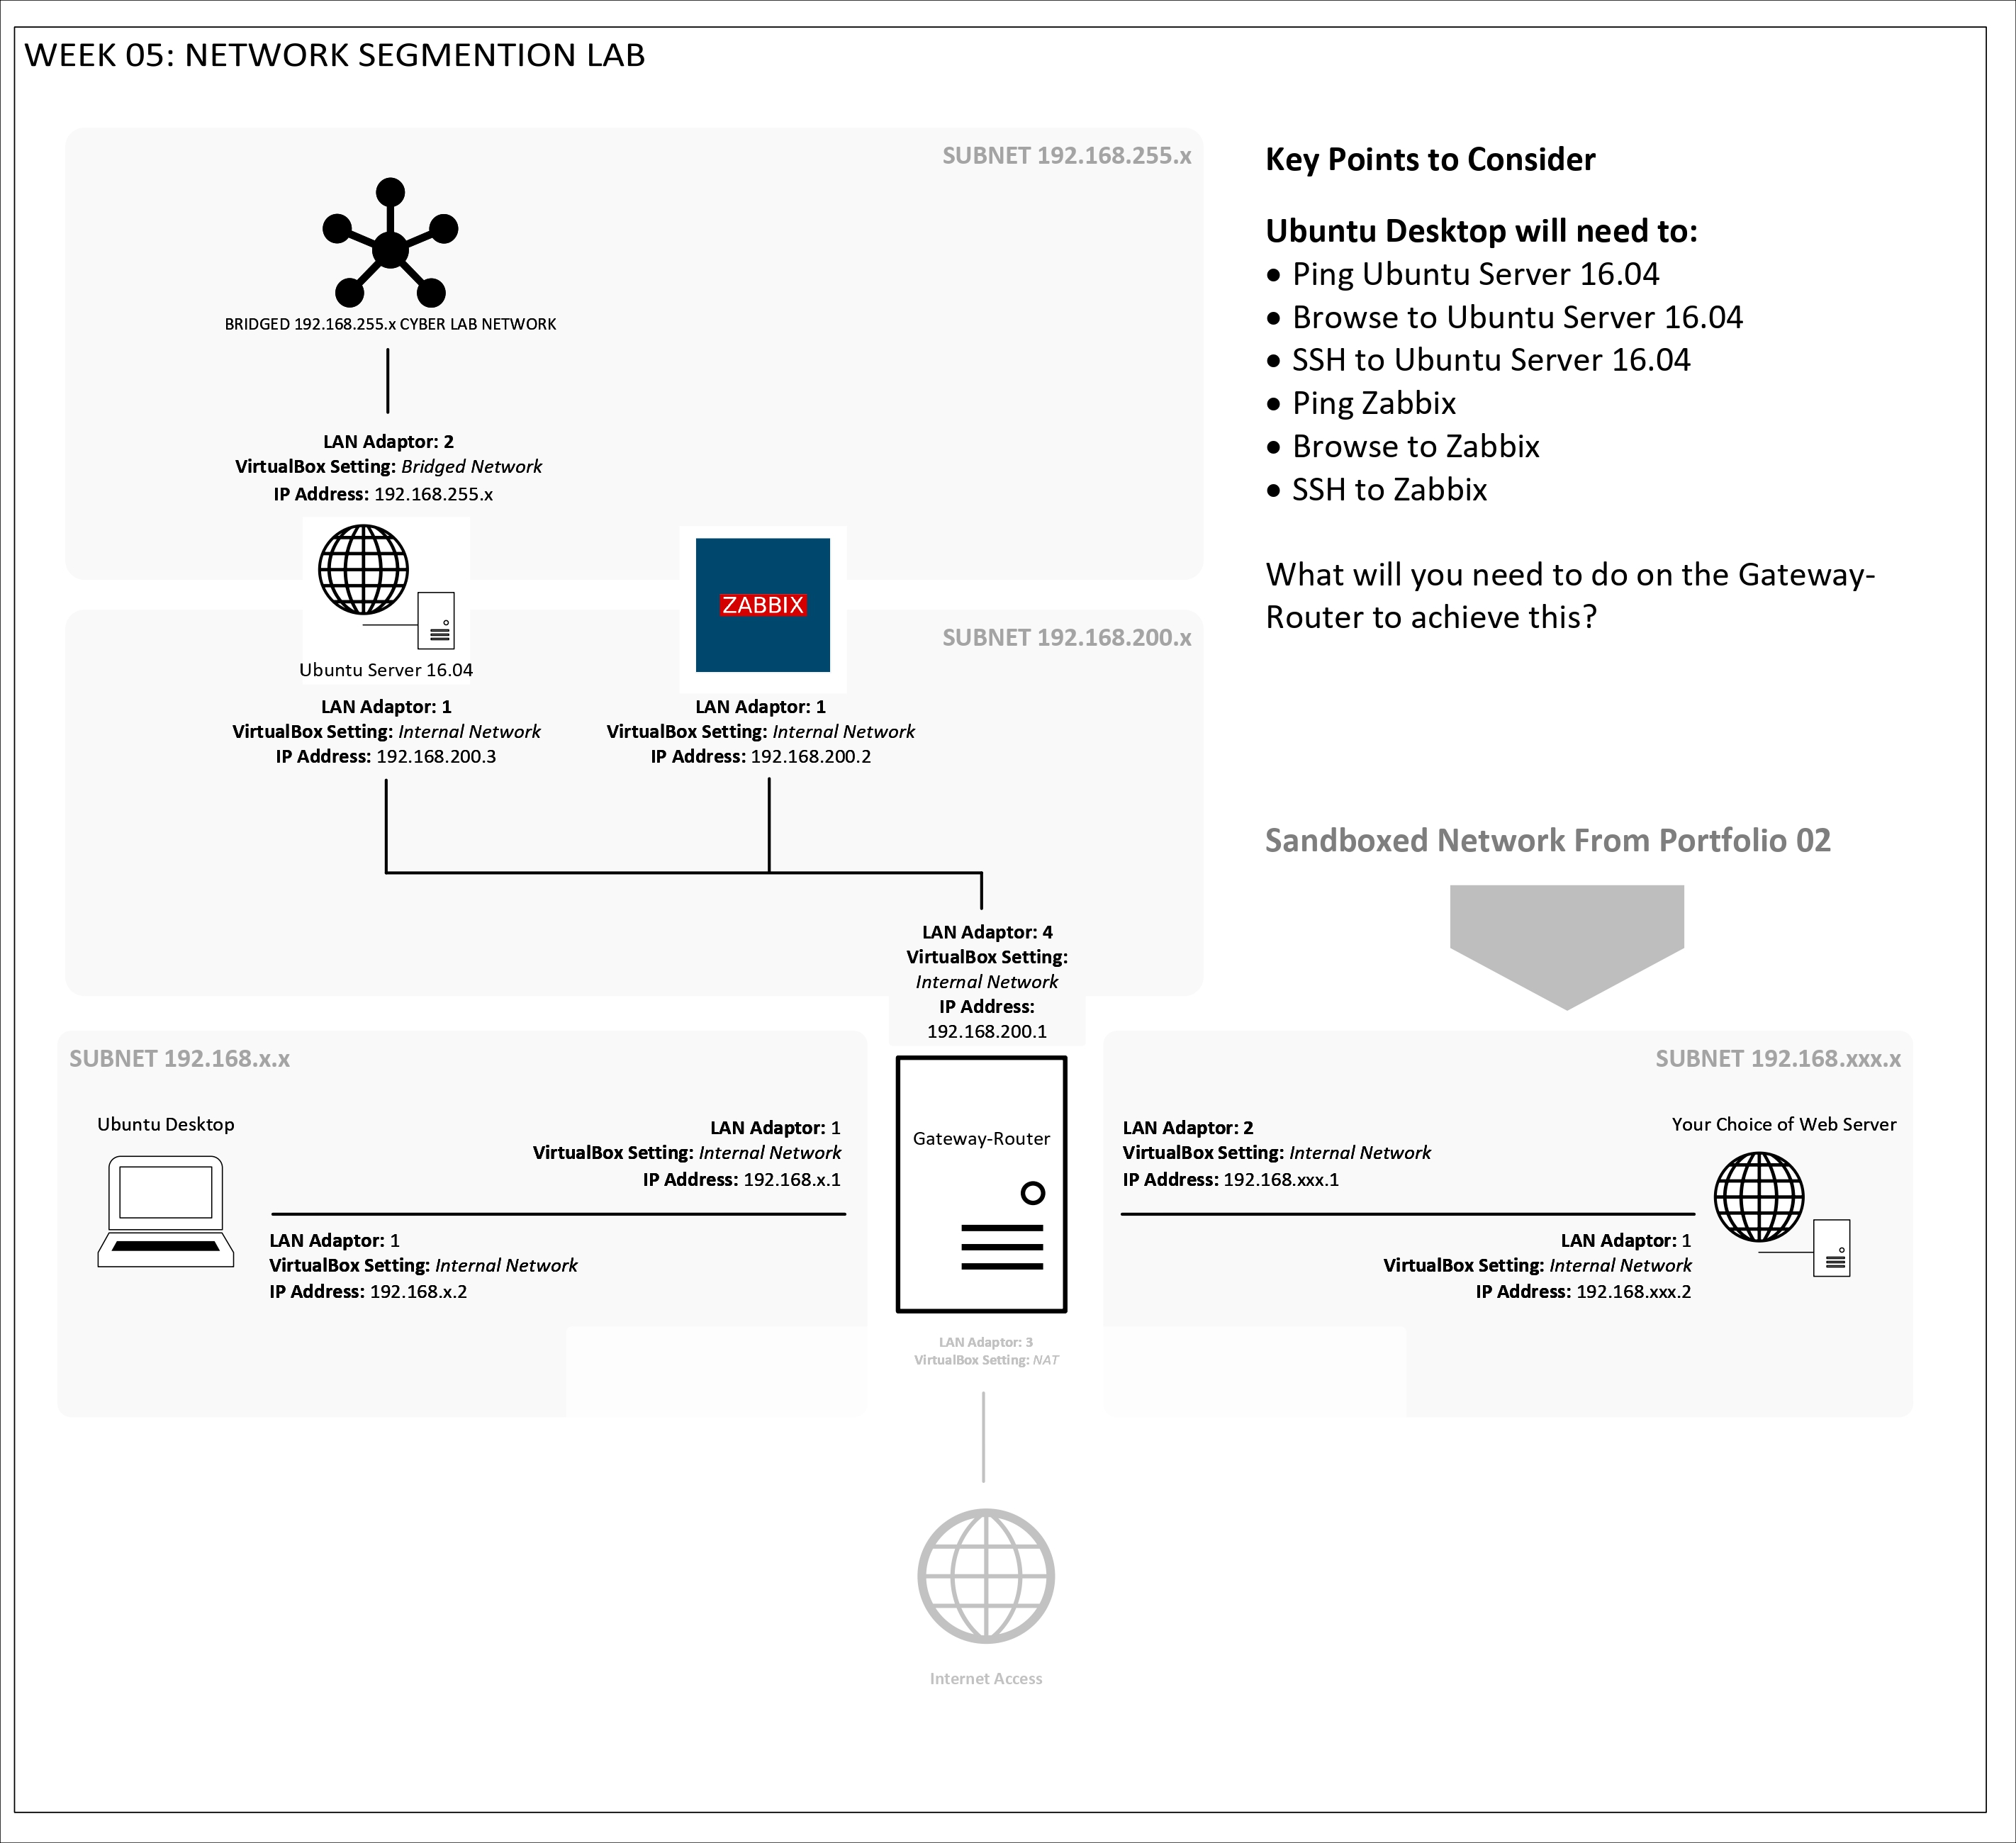 WEEK 05: NETWORK SEGMENTION LAB
SUBNET 192.168.255.x
BRIDGED 192.168.255.x CYBER LAB NETWORK
LAN Adaptor: 2
VirtualBox Setting: Bridged Network
IP Address: 192.168.255.x
Key Points to Consider
Ubuntu Desktop will need to:
• Ping Ubuntu Server 16.04
• Browse to Ubuntu Server 16.04
• SSH to Ubuntu Server 16.04
• Ping Zabbix
• Browse to Zabbix
• SSH to Zabbix
What will you need to do on the Gateway-
Router to achieve this?
SUBNET 192.168.200.x
Ubuntu Server 16.04
LAN Adaptor: 1
VirtualBox Setting: Internal Network
IP Address: 192.168.200.3
ZABBIX
LAN Adaptor: 1
VirtualBox Setting: Internal Network
IP Address: 192.168.200.2
Sandboxed Network From Portfolio 02
LAN Adaptor: 4
VirtualBox Setting:
Internal Network
IP Address:
192.168.200.1
SUBNET 192.168.x.x
Ubuntu Desktop
LAN Adaptor: 1
VirtualBox Setting: Internal Network
IP Address: 192.168.x.1
LAN Adaptor: 1
VirtualBox Setting: Internal Network
IP Address: 192.168.x.2
Gateway-Router
SUBNET 192.168.xxx.x
LAN Adaptor: 2
VirtualBox Setting: Internal Network
IP Address: 192.168.xxx.1
Your Choice of Web Server
LAN Adaptor: 1
VirtualBox Setting: Internal Network
IP Address: 192.168.xxx.2
LAN Adaptor: 3
VirtualBox Setting: NAT
Internet Access